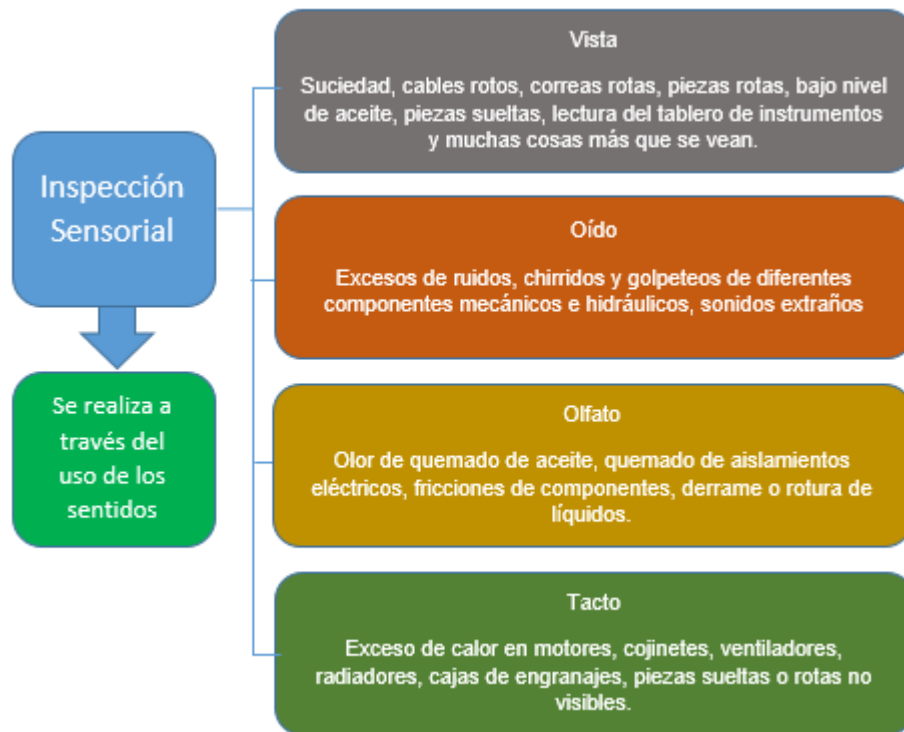 Inspección
Sensorial
Se realiza a
través del
uso de los
sentidos
Vista
Suciedad, cables rotos, correas rotas, piezas rotas, bajo nivel
de aceite, piezas sueltas, lectura del tablero de instrumentos
y muchas cosas más que se vean.
Oído
Excesos de ruidos, chirridos y golpeteos de diferentes
componentes mecánicos e hidráulicos, sonidos extraños
Olfato
Olor de quemado de aceite, quemado de aislamientos
eléctricos, fricciones de componentes, derrame o rotura de
líquidos.
Tacto
Exceso de calor en motores, cojinetes, ventiladores,
radiadores, cajas de engranajes, piezas sueltas o rotas no
visibles.